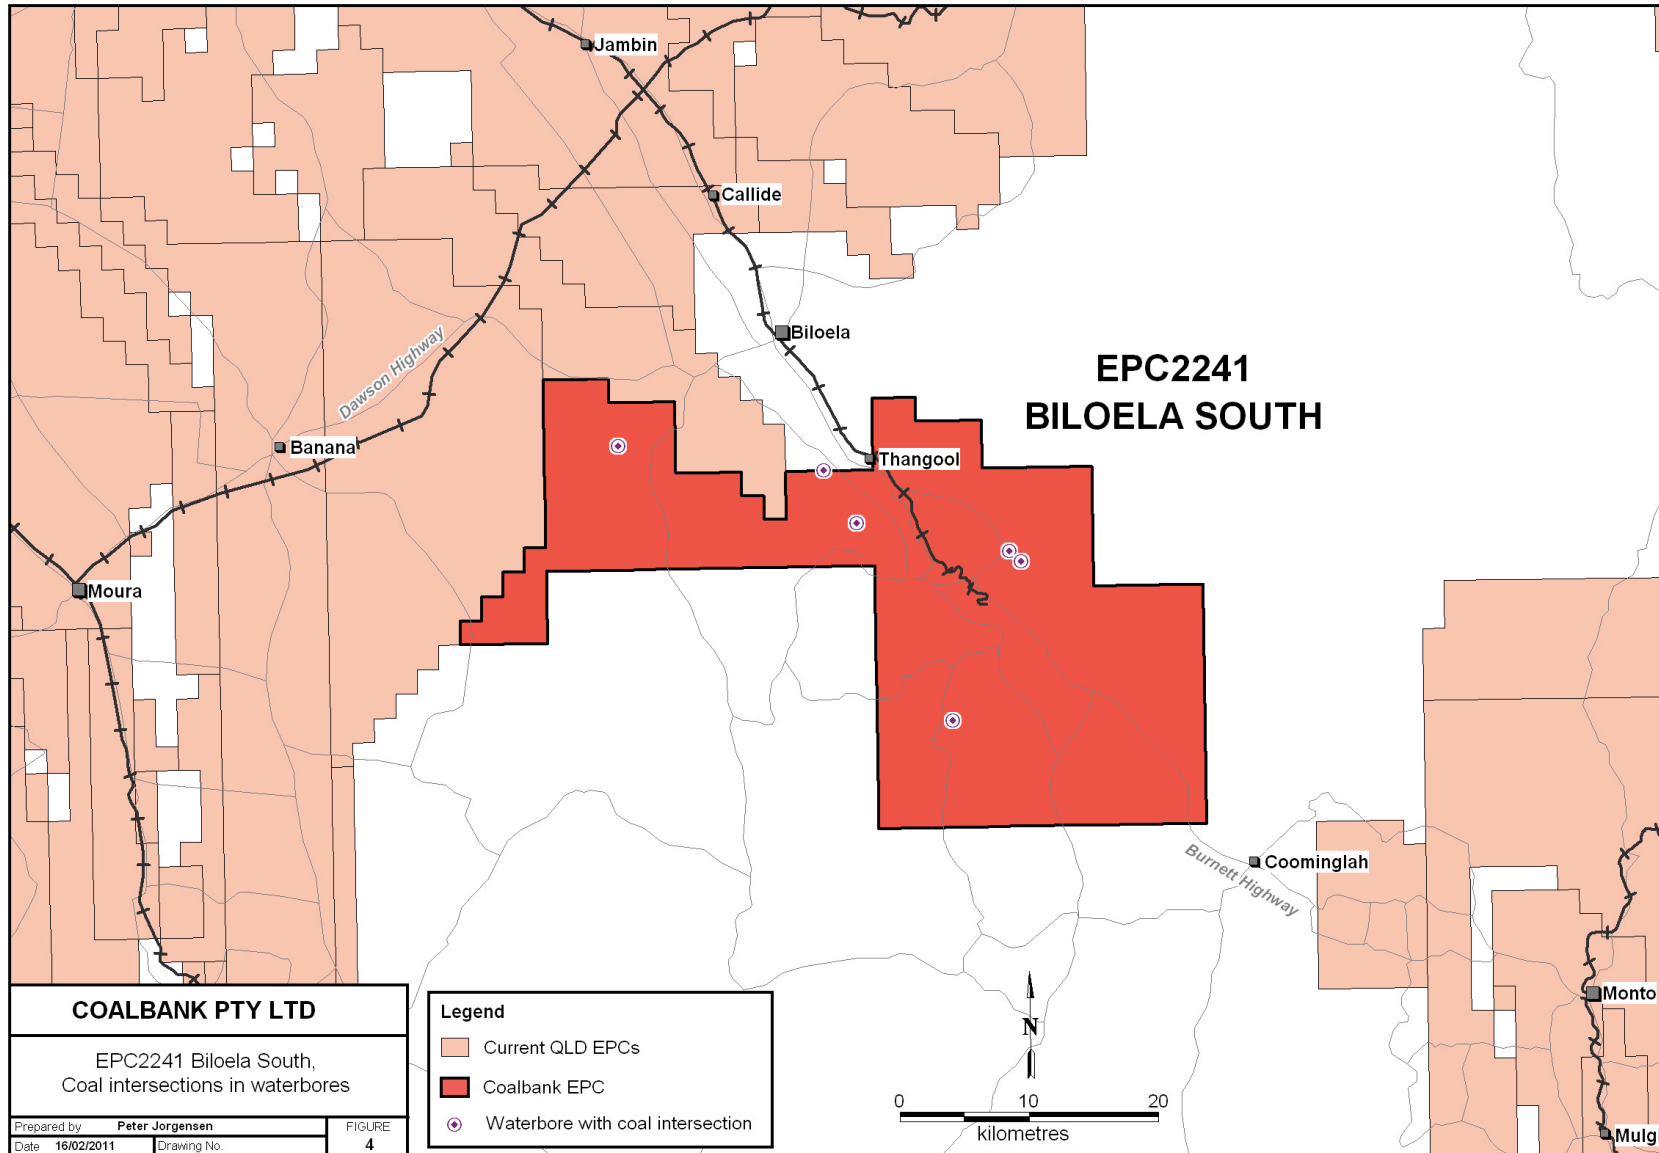 Jambin
Callide
Biloela
Dawson Highway
EPC2241
BILOELA SOUTH
Banana
Thangool
Moura
Coominglah
Burnett Highway
Monto
COALBANK PTY LTD
EPC2241 Biloela South,
Coal intersections in waterbores
Prepared by Peter Jorgensen
Date 16/02/2011 Drawing No.
FIGURE
4
Legend
Current QLD EPCs
Coalbank EPC
Waterbore with coal intersection
N
0 10 20
kilometres